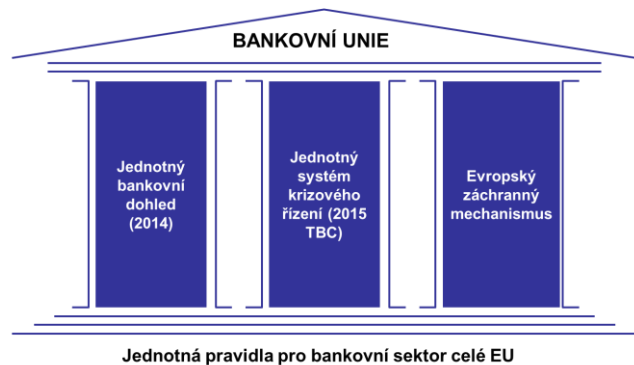 BANKOVNÍ UNIE
Jednotný
bankovní
dohled
(2014)
Jednotný
systém
krizového
řízení (2015
TBC)
Evropský
záchranný
mechanismus
Jednotná pravidla pro bankovní sektor celé EU